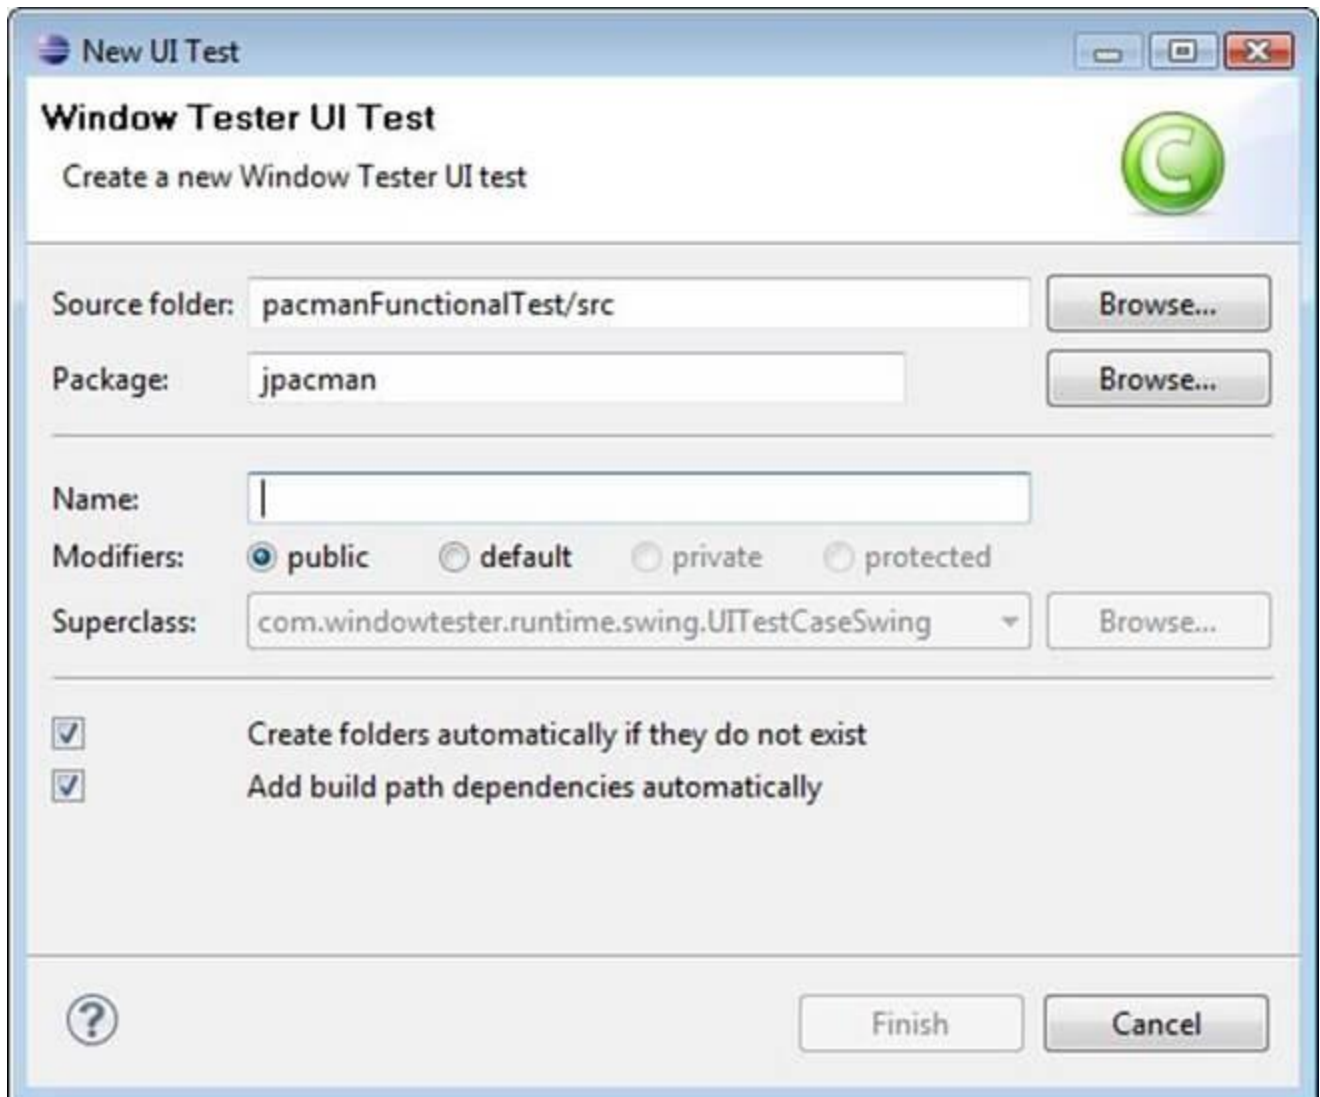 New UI Test
Window Tester UI Test
Create a new Window Tester UI test
Source folder: pacmanFunctionalTest/src Browse...
Package: jpacman Browse...
Name:
Modifiers: public default private protected
Superclass: com.windowtester.runtime.swing.UITestCaseSwing Browse...
Create folders automatically if they do not exist
Add build path dependencies automatically
? Finish Cancel